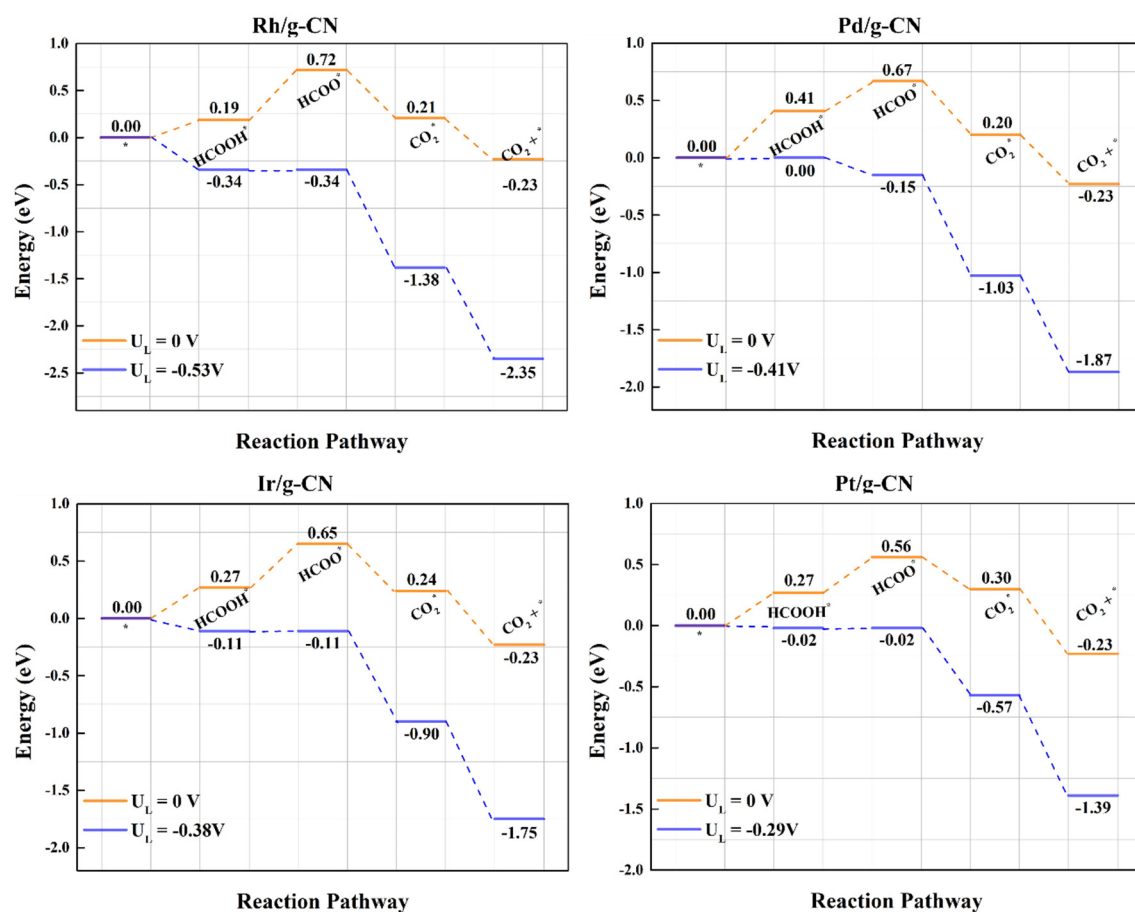 Rh/g-CN
Energy (eV)
1.0
0.5
0.0
-0.5
-1.0
-1.5
-2.0
-2.5
0.00
*
0.19
HCOOH*
0.72
HCOO*
0.21
CO2*
CO2+*
-0.23
-0.34
-0.34
-1.38
-2.35
UL = 0 V
UL = -0.53V
Reaction Pathway
Pd/g-CN
Energy (eV)
1.0
0.5
0.0
-0.5
-1.0
-1.5
-2.0
0.00
*
0.41
HCOOH*
0.67
HCOO*
0.20
CO2*
CO2+*
-0.23
0.00
-0.15
-1.03
-1.87
UL = 0 V
UL = -0.41V
Reaction Pathway
Ir/g-CN
Energy (eV)
1.0
0.5
0.0
-0.5
-1.0
-1.5
-2.0
0.00
*
0.27
HCOOH*
0.65
HCOO*
0.24
CO2*
CO2+*
-0.23
-0.11
-0.11
-0.90
-1.75
UL = 0 V
UL = -0.38V
Reaction Pathway
Pt/g-CN
Energy (eV)
1.0
0.5
0.0
-0.5
-1.0
-1.5
-2.0
0.00
*
0.27
HCOOH*
0.56
HCOO*
0.30
CO2*
CO2+*
-0.23
-0.02
-0.02
-0.57
-1.39
UL = 0 V
UL = -0.29V
Reaction Pathway